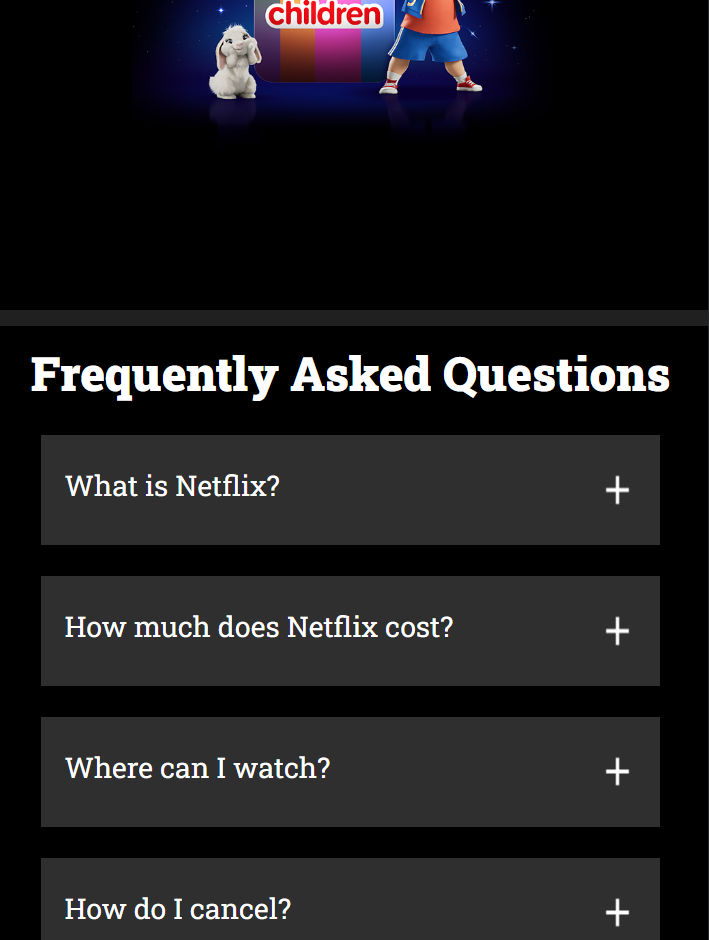 children
Frequently Asked Questions
What is Netflix?
How much does Netflix cost?
Where can I watch?
How do I cancel?